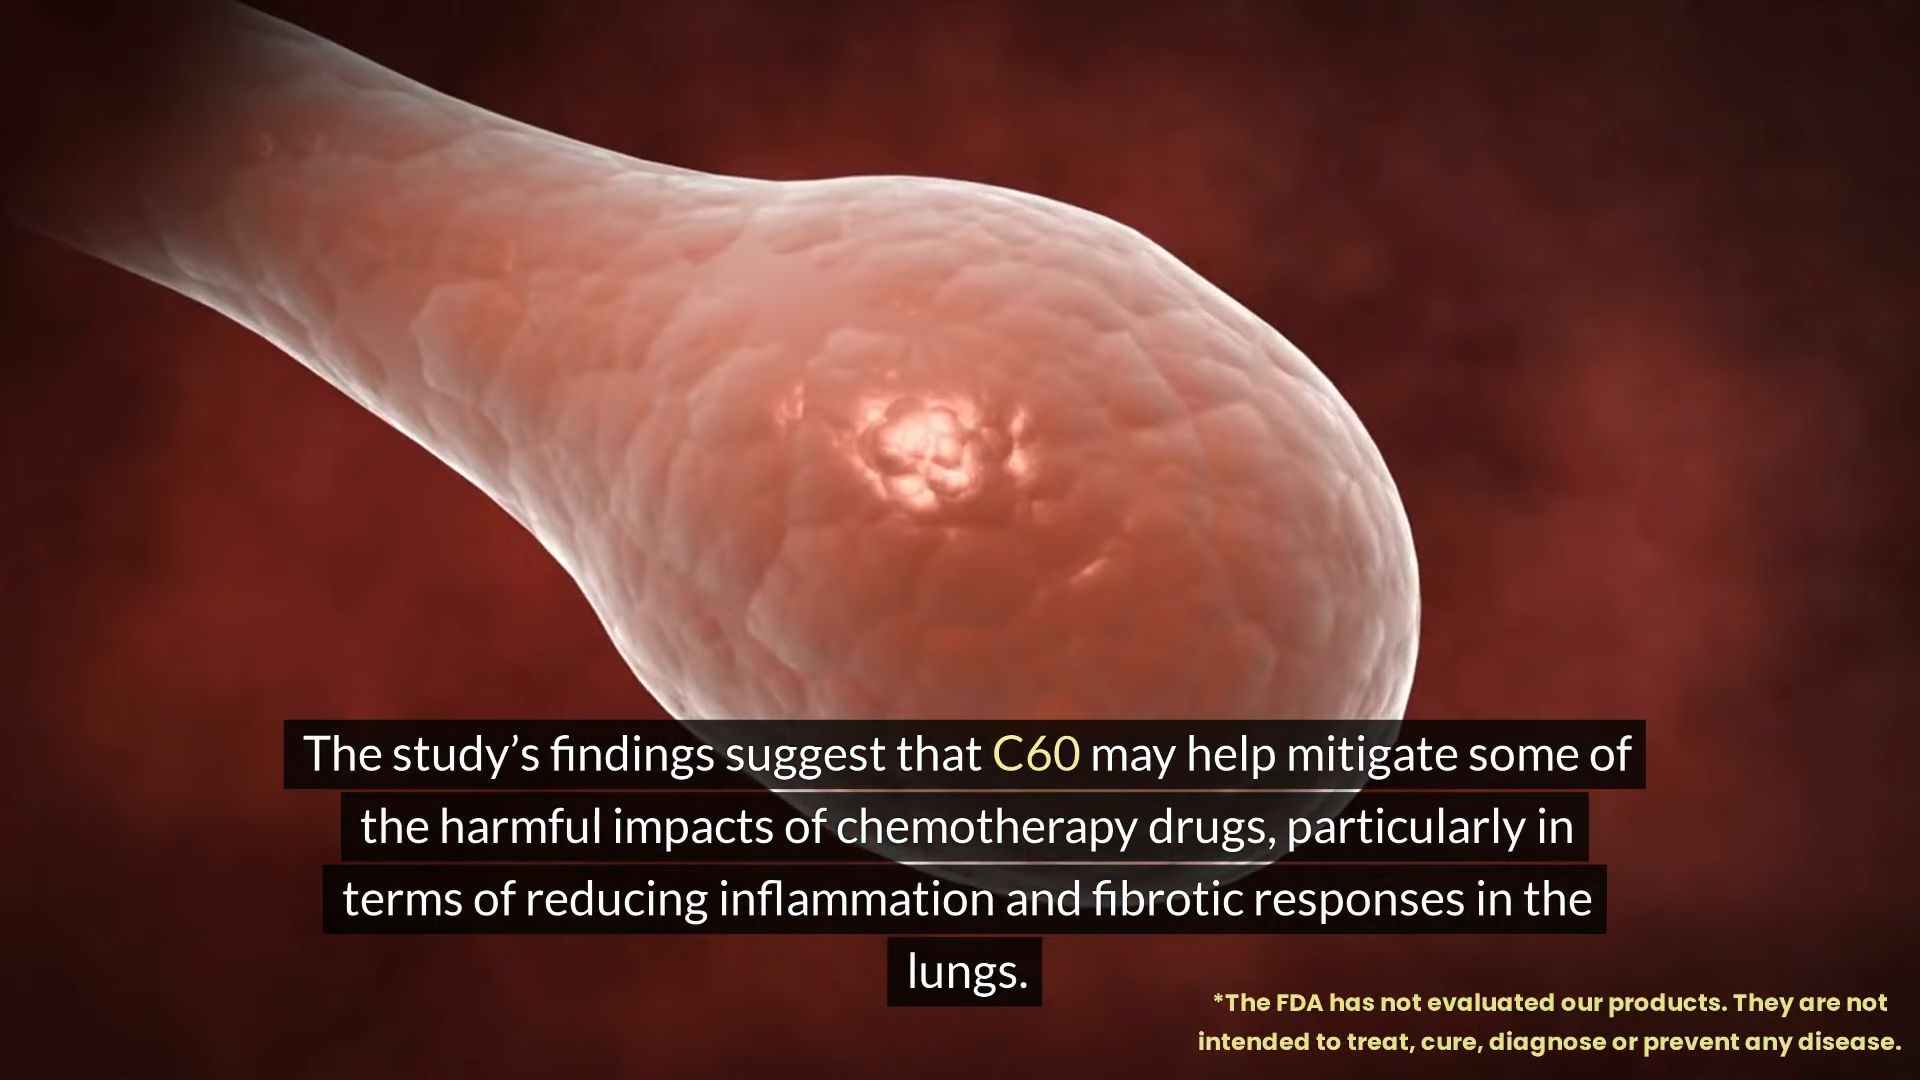 The study’s findings suggest that C60 may help mitigate some of
the harmful impacts of chemotherapy drugs, particularly in
terms of reducing inflammation and fibrotic responses in the
lungs.
*The FDA has not evaluated our products. They are not
intended to treat, cure, diagnose or prevent any disease.